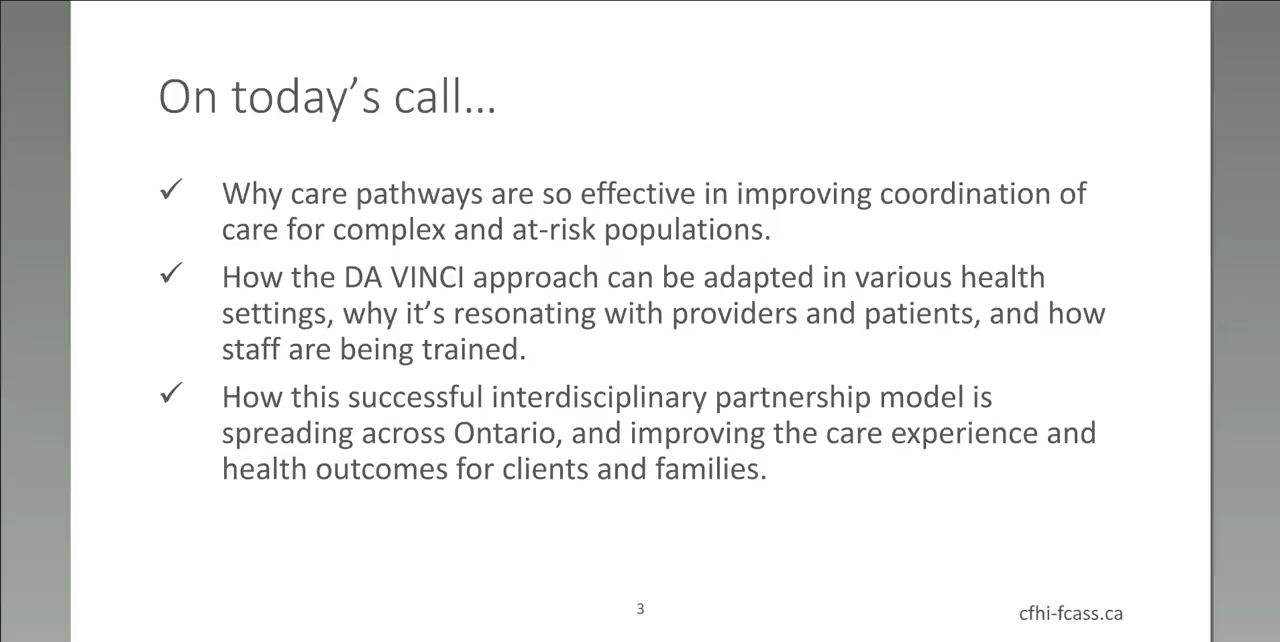 On today’s call…
✓ Why care pathways are so effective in improving coordination of
care for complex and at-risk populations.
✓ How the DA VINCI approach can be adapted in various health
settings, why it’s resonating with providers and patients, and how
staff are being trained.
✓ How this successful interdisciplinary partnership model is
spreading across Ontario, and improving the care experience and
health outcomes for clients and families.
3
cfhi-fcass.ca